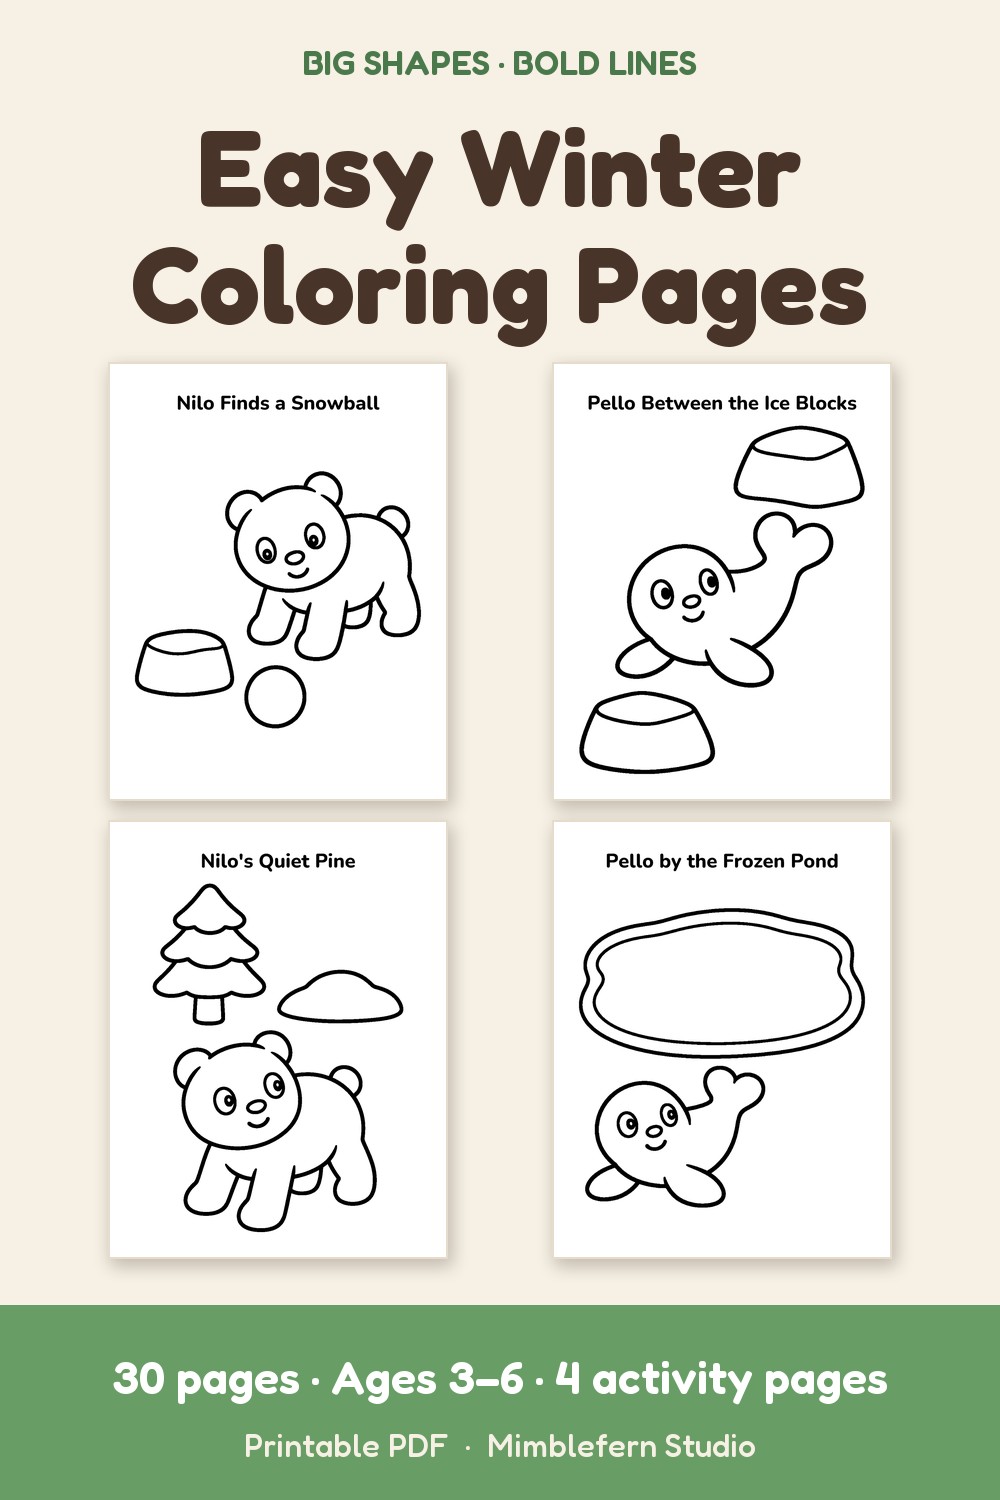 BIG SHAPES · BOLD LINES
Easy Winter
Coloring Pages
Nilo Finds a Snowball
Pello Between the Ice Blocks
Nilo's Quiet Pine
Pello by the Frozen Pond
30 pages · Ages 3–6 · 4 activity pages
Printable PDF · Mimblefern Studio